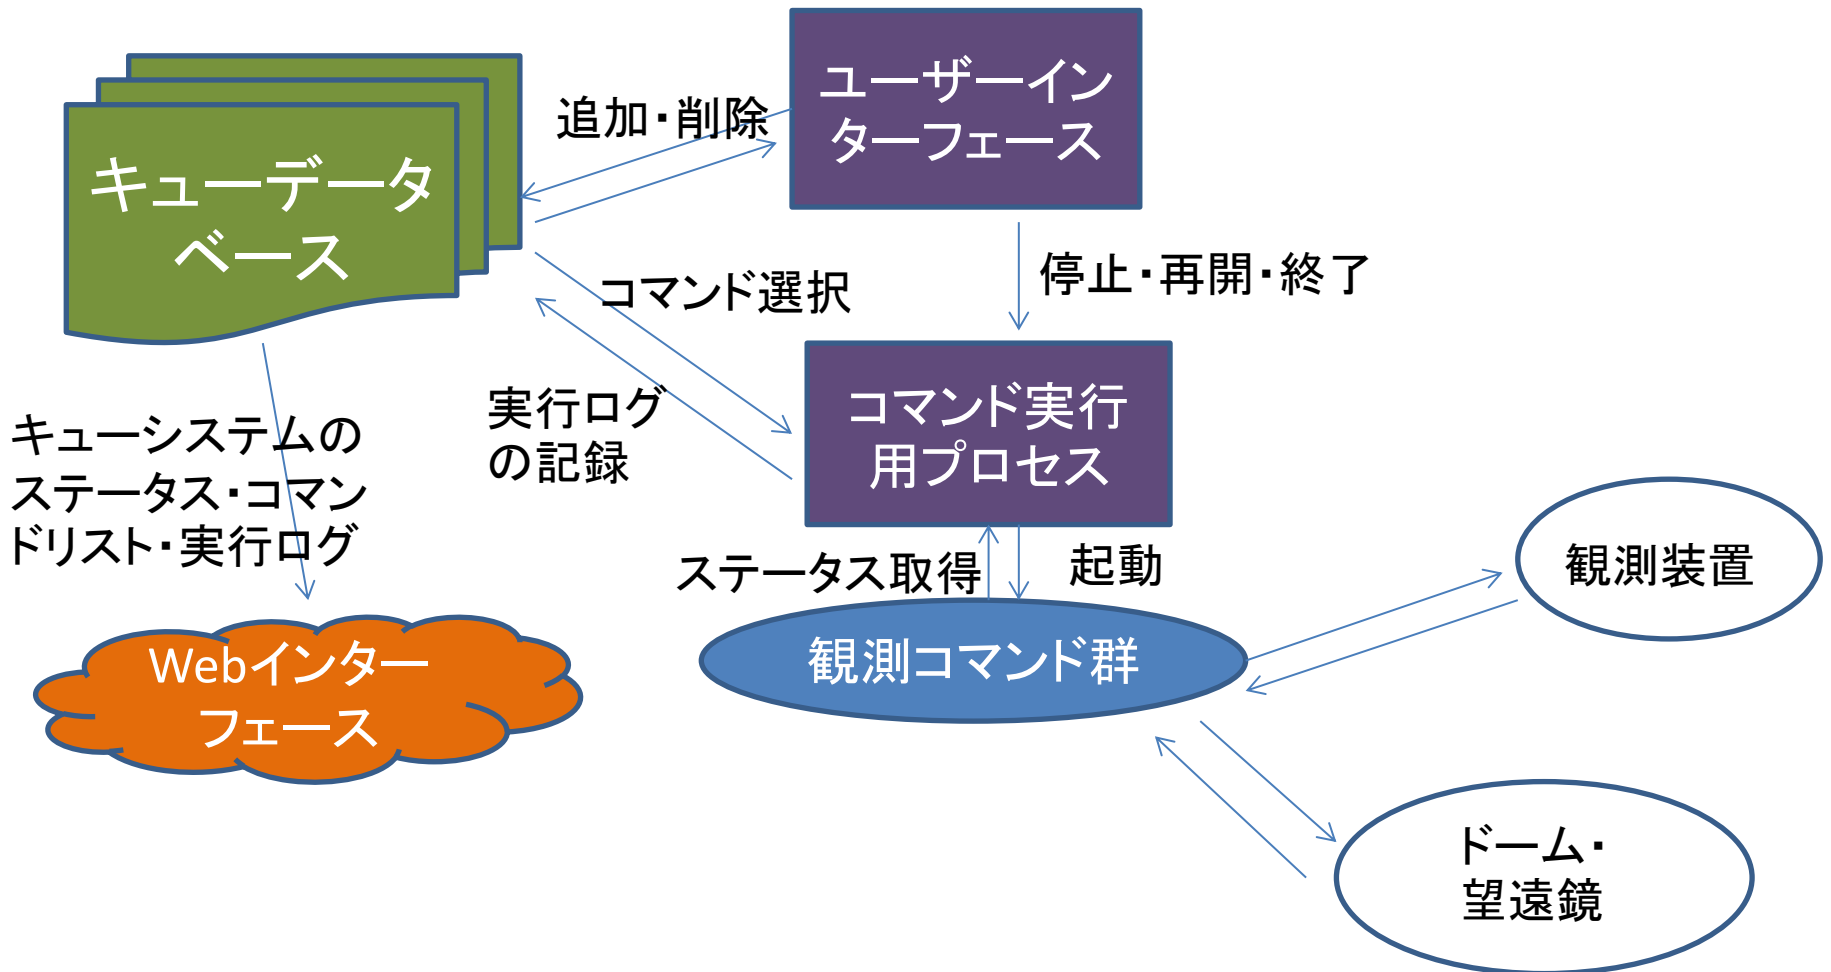 ユーザーイン
ターフェース
追加・削除
キューデータ
ベース
停止・再開・終了
コマンド選択
コマンド実行
用プロセス
実行ログ
の記録
キューシステムの
ステータス・コマン
ドリスト・実行ログ
ステータス取得
起動
観測装置
観測コマンド群
Webインター
フェース
ドーム・
望遠鏡